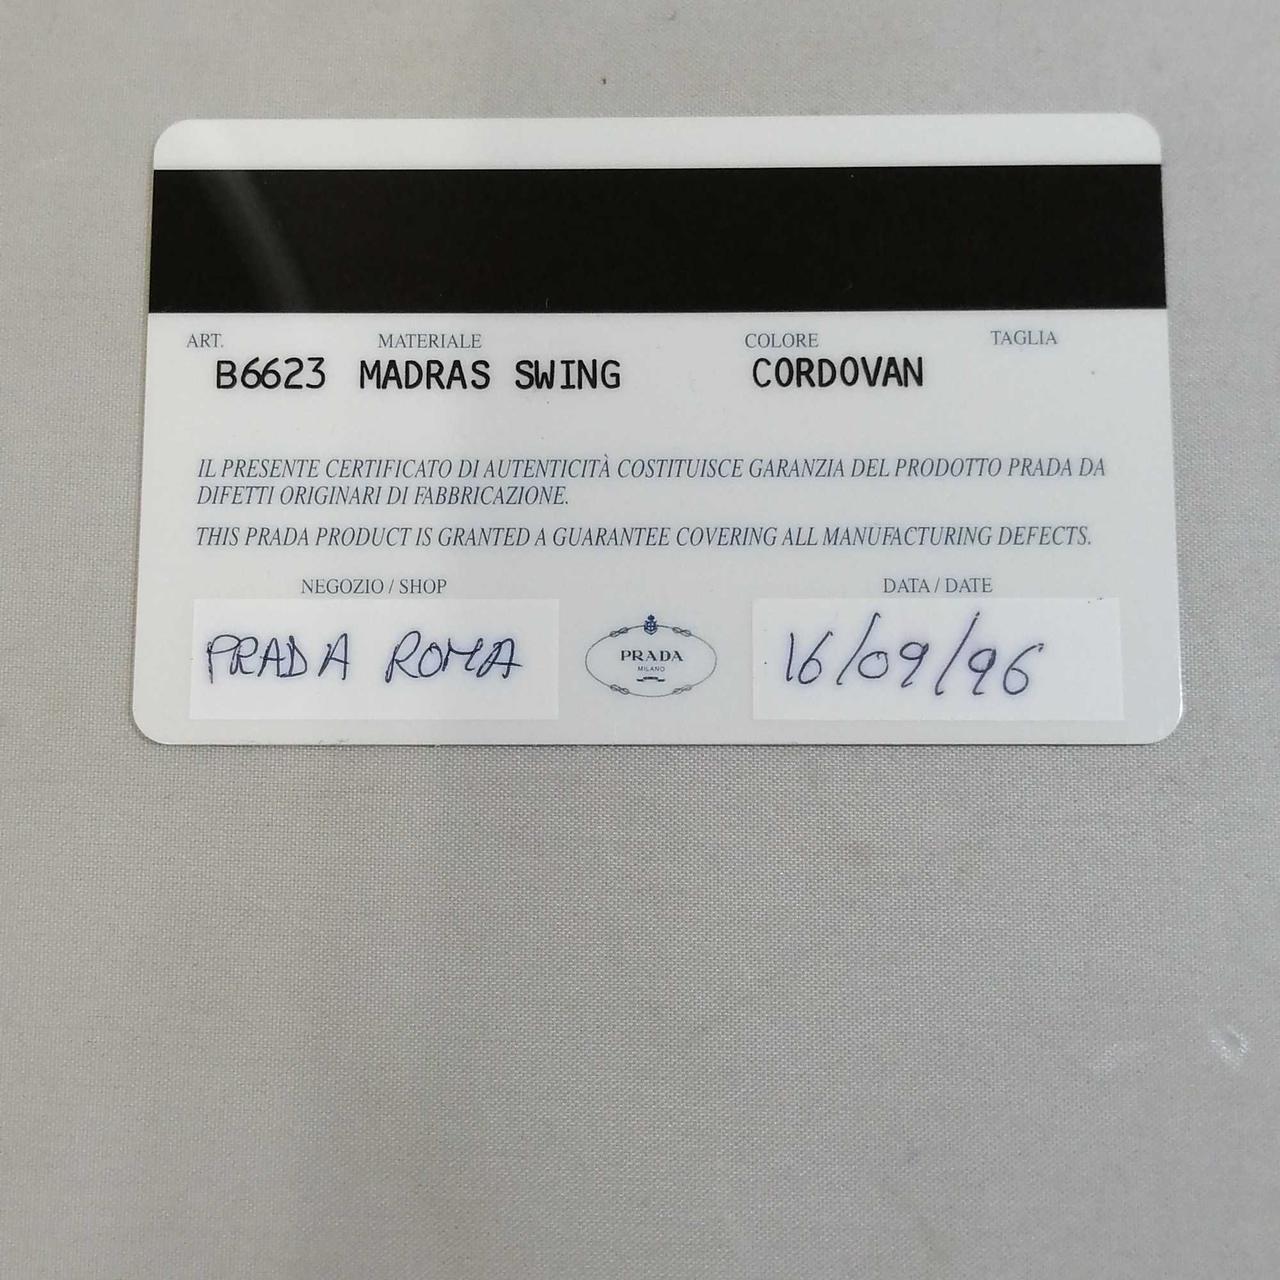 ART. MATERIALE COLORE TAGLIA
B6623 MADRAS SWING CORDOVAN
IL PRESENTE CERTIFICATO DI AUTENTICITÀ COSTITUISCE GARANZIA DEL PRODOTTO PRADA DA
DIFETTI ORIGINARI DI FABBRICAZIONE.
THIS PRADA PRODUCT IS GRANTED A GUARANTEE COVERING ALL MANUFACTURING DEFECTS.
NEGOZIO / SHOP DATA / DATE
PRADA ROMA
PRADA
MILANO
16/09/96